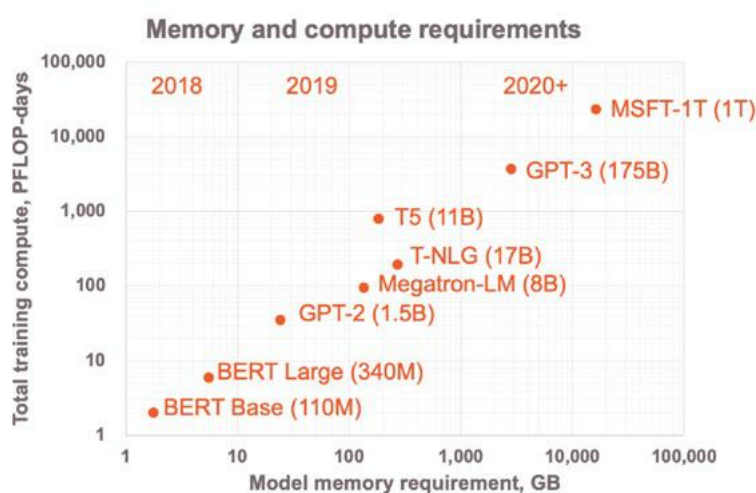 Memory and compute requirements
Total training compute, PFLOP-days
100,000
10,000
1,000
100
10
1
2018 2019 2020+
MSFT-1T (1T)
GPT-3 (175B)
T5 (11B)
T-NLG (17B)
Megatron-LM (8B)
GPT-2 (1.5B)
BERT Large (340M)
BERT Base (110M)
1 10 100 1,000 10,000 100,000
Model memory requirement, GB